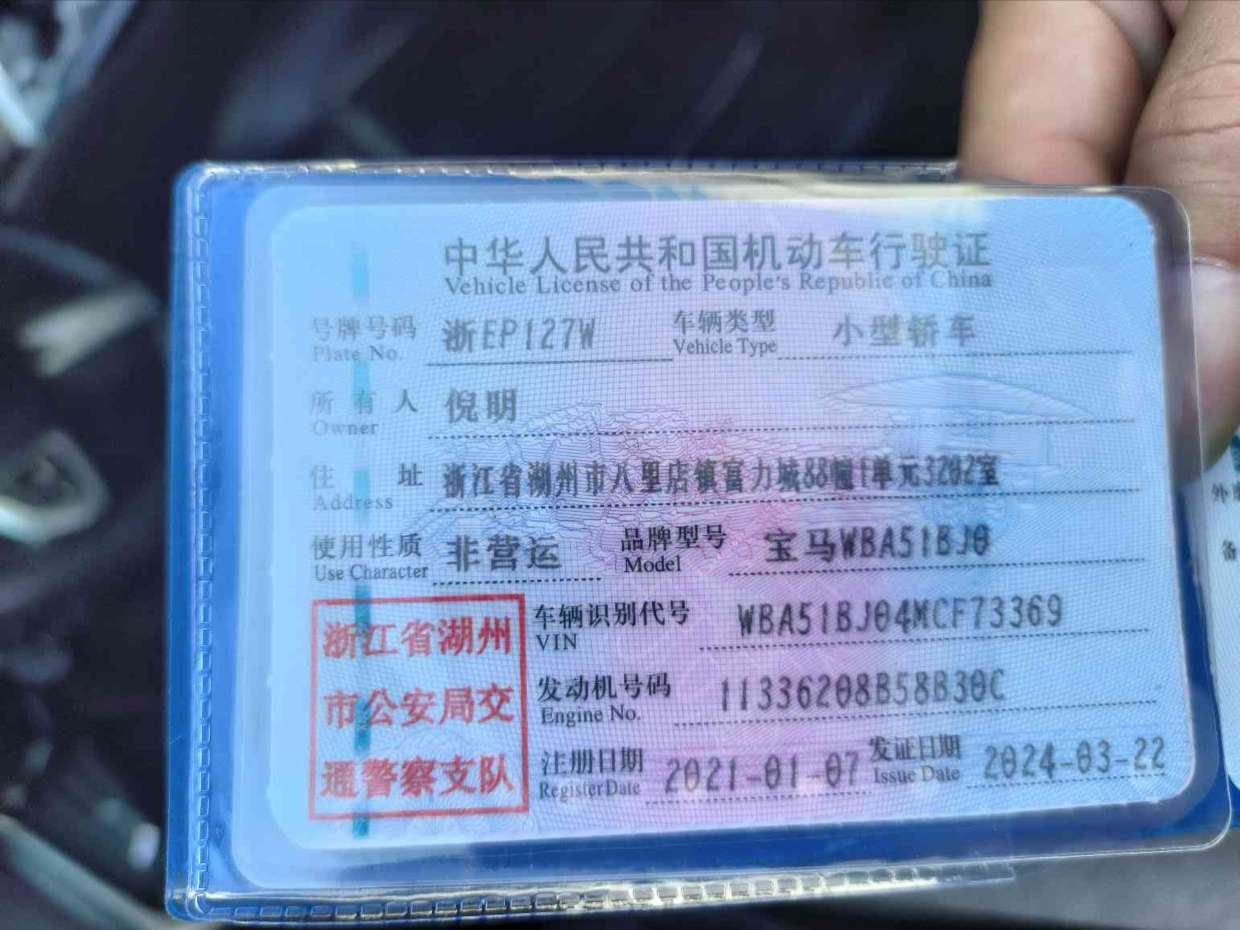 中华人民共和国机动车行驶证
Vehicle License of the People's Republic of China
号牌号码 浙EP127W 车辆类型 小型轿车
Plate No. Vehicle Type
所有人 倪明
Owner
住址 浙江省湖州市八里店镇富力城88幢1单元3202室
Address
使用性质 非营运 品牌型号 宝马WBA51BJ0
Use Character Model
浙江省湖州
市公安局交
通警察支队
车辆识别代号 WBA51BJ04MCF73369
VIN
发动机号码 11336208B58B30C
Engine No.
注册日期 2021-01-07 发证日期 2024-03-22
Register Date Issue Date
备